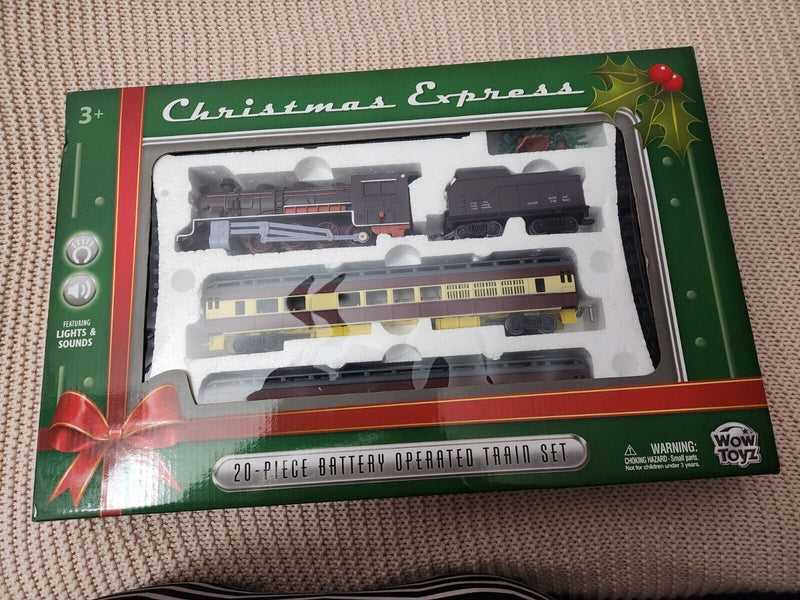 3+
Christmas Express
FEATURING
LIGHTS &
SOUNDS
20-PIECE BATTERY OPERATED TRAIN SET
WARNING:
CHOKING HAZARD - Small parts.
Not for children under 3 years.
WOW
TOYZ